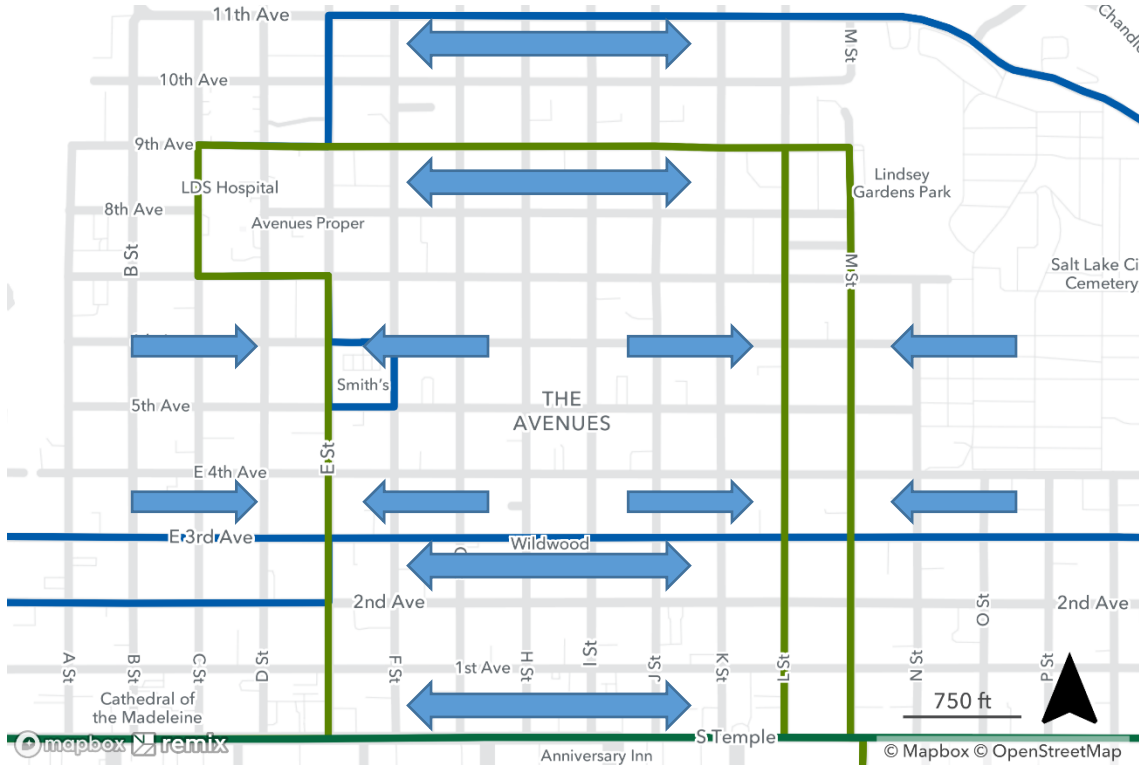 11th Ave
Chandle
M St
10th Ave
9th Ave
LDS Hospital
Lindsey
Gardens Park
8th Ave
Avenues Proper
B St
M St
Salt Lake Ci
Cemetery
Smith's
5th Ave
THE
AVENUES
E St
E 4th Ave
E 3rd Ave
Wildwood
2nd Ave
O St
2nd Ave
A St
B St
C St
D St
F St
1st Ave
H St
I St
J St
K St
L St
N St
P St
Cathedral of
the Madeleine
750 ft
mapbox remix
S Temple
Anniversary Inn
© Mapbox © OpenStreetMap